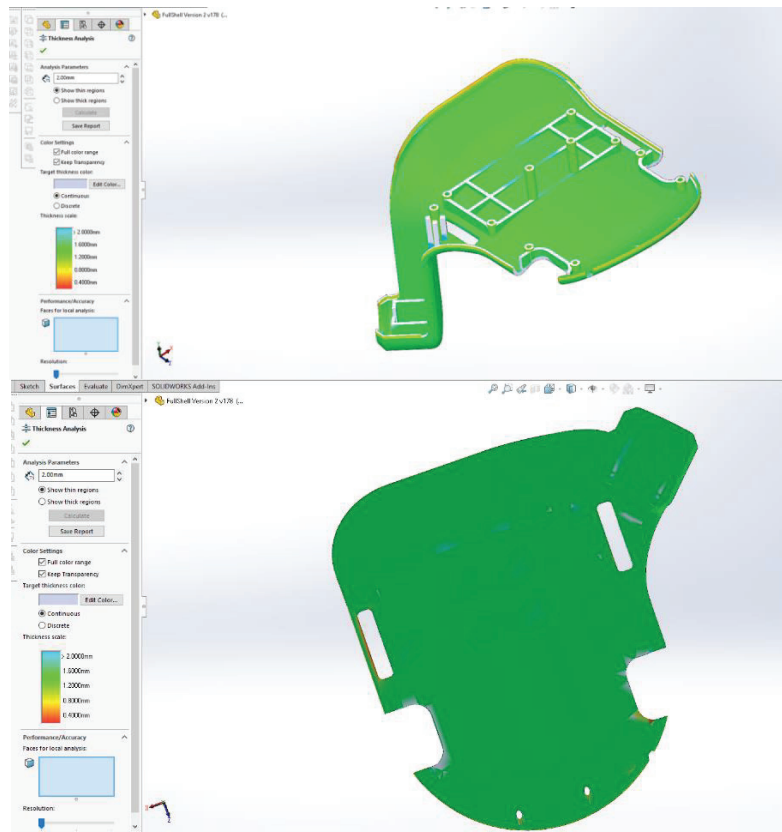 FullShell Version 2 v178 (...
Thickness Analysis
Analysis Parameters
2.00mm
Show thin regions
Show thick regions
Calculate
Save Report
Color Settings
Full color range
Keep Transparency
Target thickness color:
Edit Color...
Continuous
Discrete
Thickness scale:
> 2.0000mm
1.6000mm
1.2000mm
0.8000mm
0.4000mm
Performance/Accuracy
Faces for local analysis:
Resolution:
Sketch Surfaces Evaluate DimXpert SOLIDWORKS Add-Ins
FullShell Version 2 v178 (...
Thickness Analysis
Analysis Parameters
2.00mm
Show thin regions
Show thick regions
Calculate
Save Report
Color Settings
Full color range
Keep Transparency
Target thickness color:
Edit Color...
Continuous
Discrete
Thickness scale:
> 2.0000mm
1.6000mm
1.2000mm
0.8000mm
0.4000mm
Performance/Accuracy
Faces for local analysis:
Resolution: